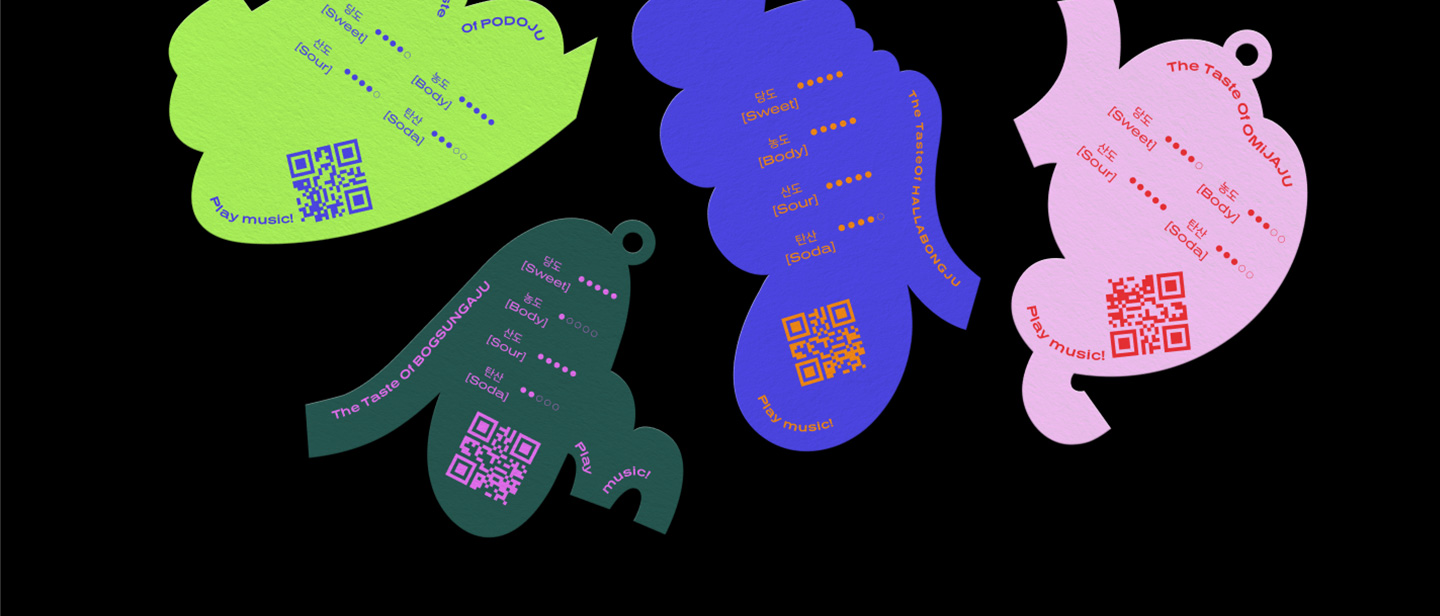 ste
Of PODOJU
당도
[Sweet]
산도
[Sour]
농도
[Body]
탄산
[Soda]
Play music!
The Taste Of BOGSUNGAJU
당도
[Sweet]
농도
[Body]
산도
[Sour]
탄산
[Soda]
Play
music!
The TasteOf HALLABONGJU
당도
[Sweet]
농도
[Body]
산도
[Sour]
탄산
[Soda]
Play music!
The Taste Of OMIJAJU
당도
[Sweet]
산도
[Sour]
농도
[Body]
탄산
[Soda]
Play music!